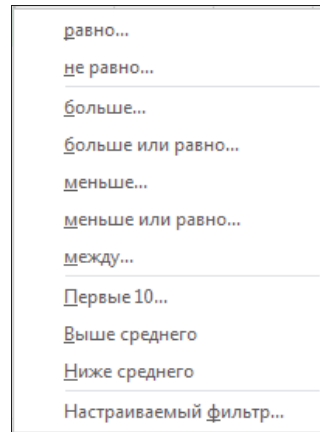 равно...
не равно...
больше...
больше или равно...
меньше...
меньше или равно...
между...
Первые 10...
Выше среднего
Ниже среднего
Настраиваемый фильтр...